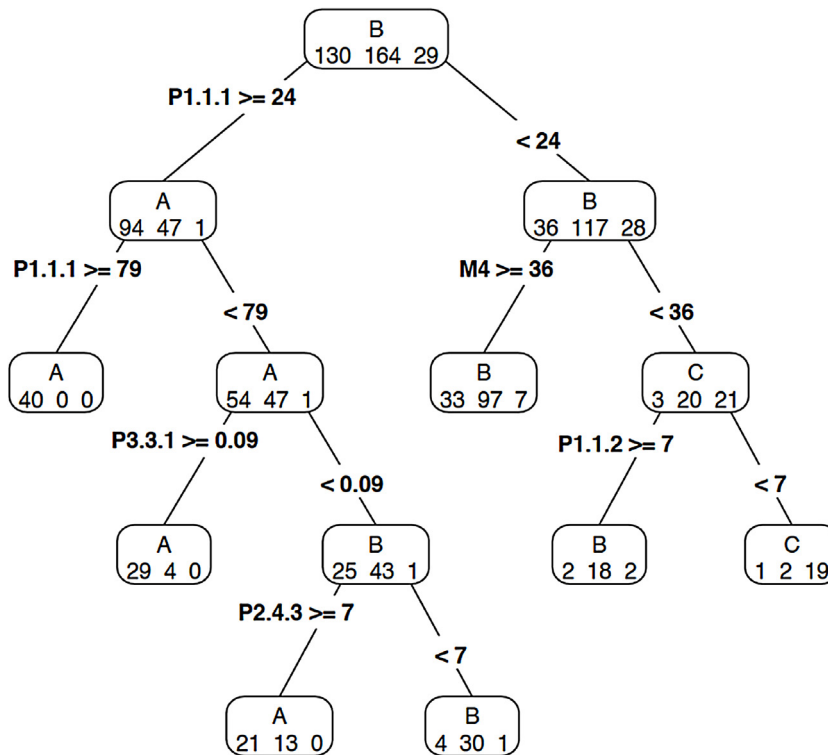 B
130 164 29
P1.1.1 >= 24
< 24
A
94 47 1
B
36 117 28
P1.1.1 >= 79
< 79
M4 >= 36
< 36
A
40 0 0
A
54 47 1
B
33 97 7
C
3 20 21
P3.3.1 >= 0.09
< 0.09
P1.1.2 >= 7
< 7
A
29 4 0
B
25 43 1
B
2 18 2
C
1 2 19
P2.4.3 >= 7
< 7
A
21 13 0
B
4 30 1